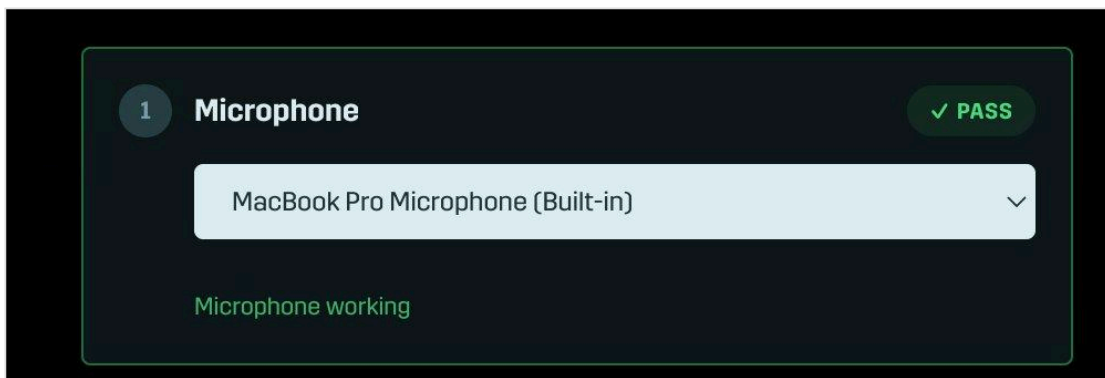 1
Microphone
✓ PASS
MacBook Pro Microphone (Built-in)
Microphone working